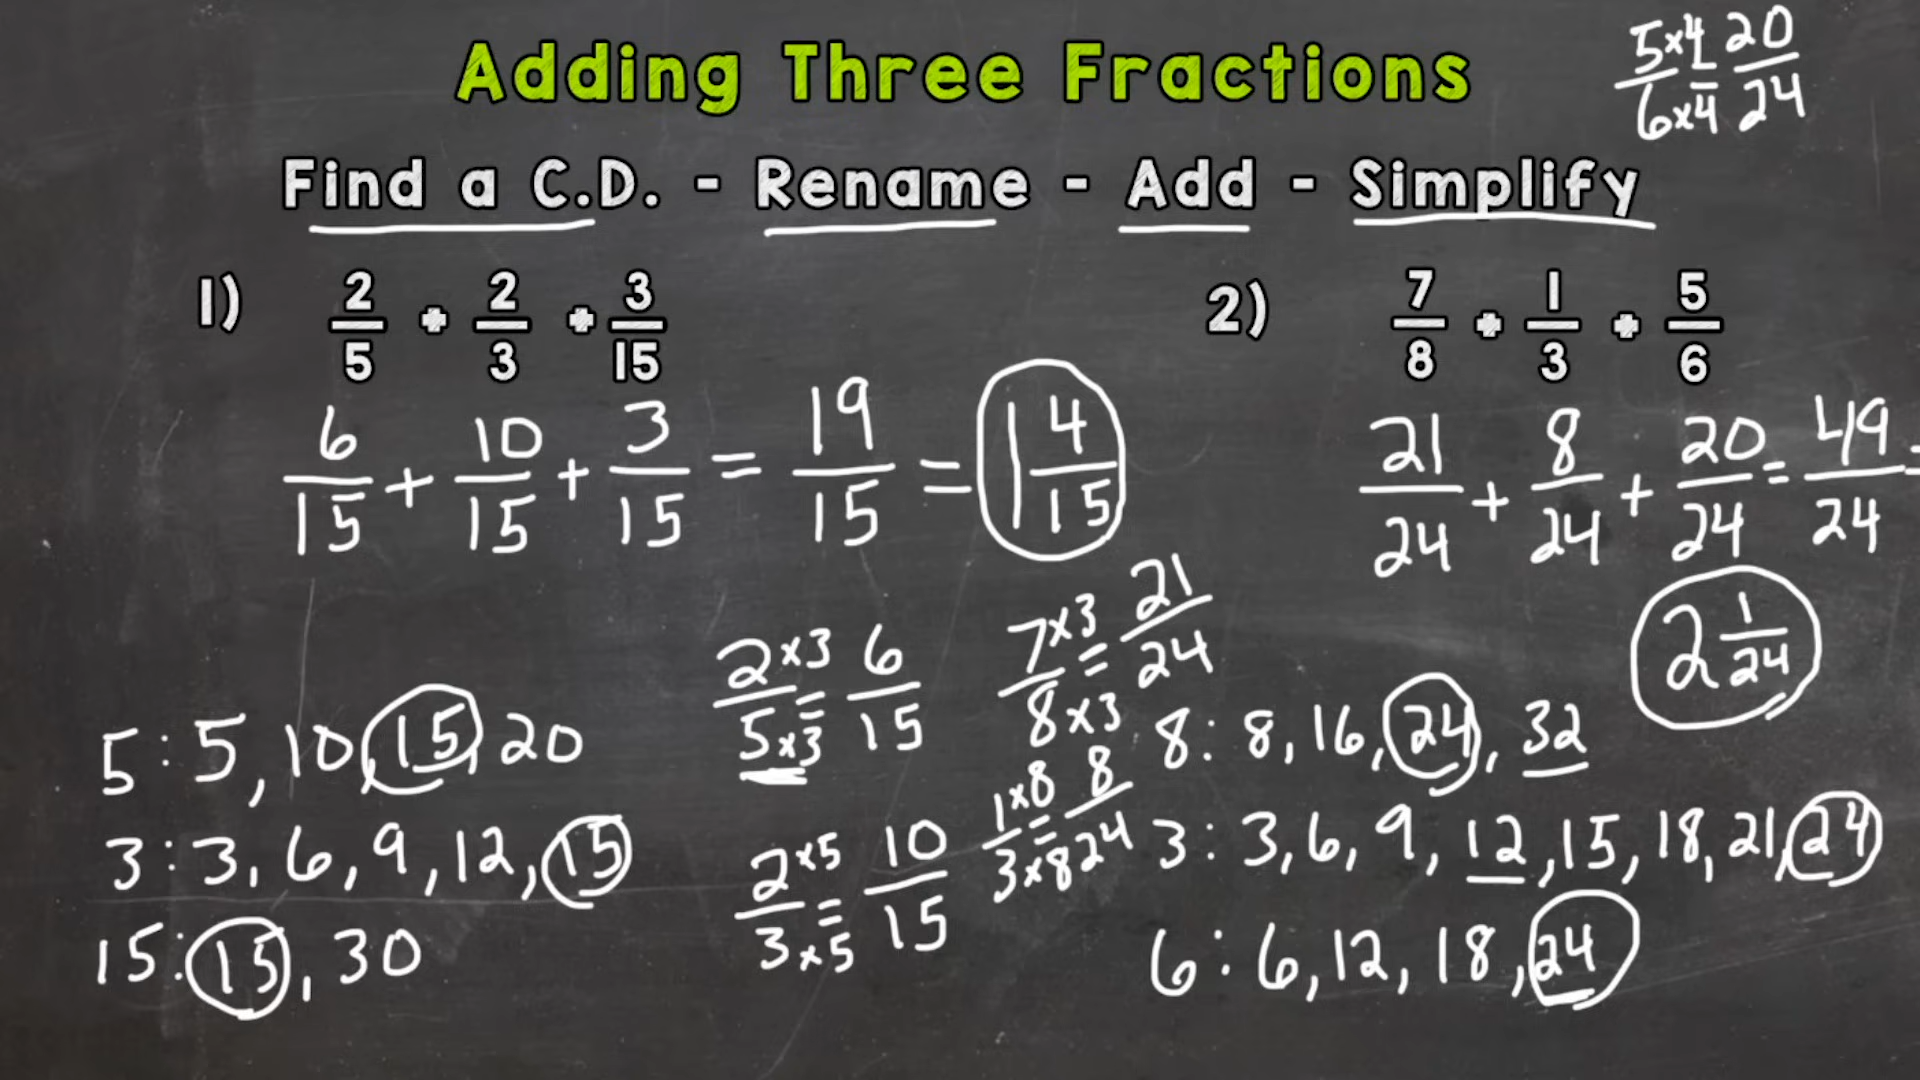 Adding Three Fractions
5×4/6×4 = 20/24
Find a C.D. - Rename - Add - Simplify
1) 2/5 + 2/3 + 3/15
6/15 + 10/15 + 3/15 = 19/15 = 1 4/15
2) 7/8 + 1/3 + 5/6
21/24 + 8/24 + 20/24 = 49/24 =
2 1/24
5: 5, 10, 15, 20
3: 3, 6, 9, 12, 15
15: 15, 30
2×3/5×3 = 6/15
2×5/3×5 = 10/15
7×3/8×3 = 21/24
1×8/3×8 = 8/24
8: 8, 16, 24, 32
3: 3, 6, 9, 12, 15, 18, 21, 24
6: 6, 12, 18, 24